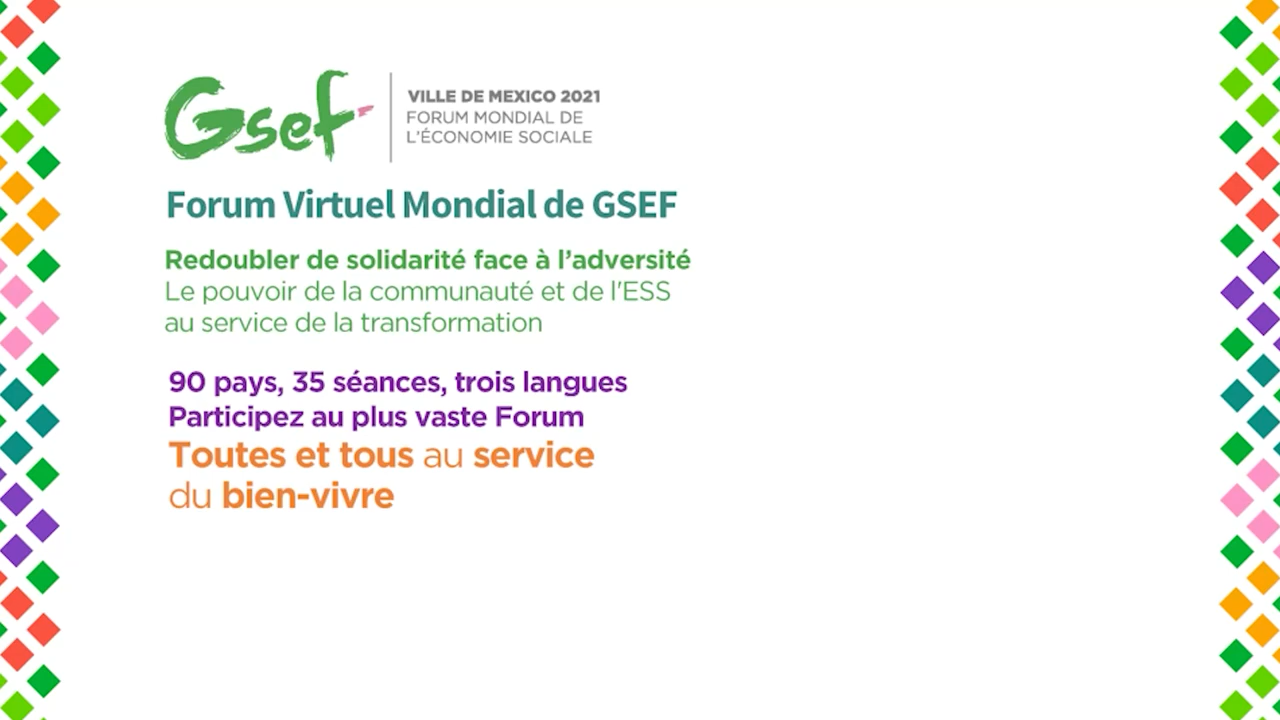 Gsef
VILLE DE MEXICO 2021
FORUM MONDIAL DE
L'ÉCONOMIE SOCIALE
Forum Virtuel Mondial de GSEF
Redoubler de solidarité face à l’adversité
Le pouvoir de la communauté et de l'ESS
au service de la transformation
90 pays, 35 séances, trois langues
Participez au plus vaste Forum
Toutes et tous au service
du bien-vivre